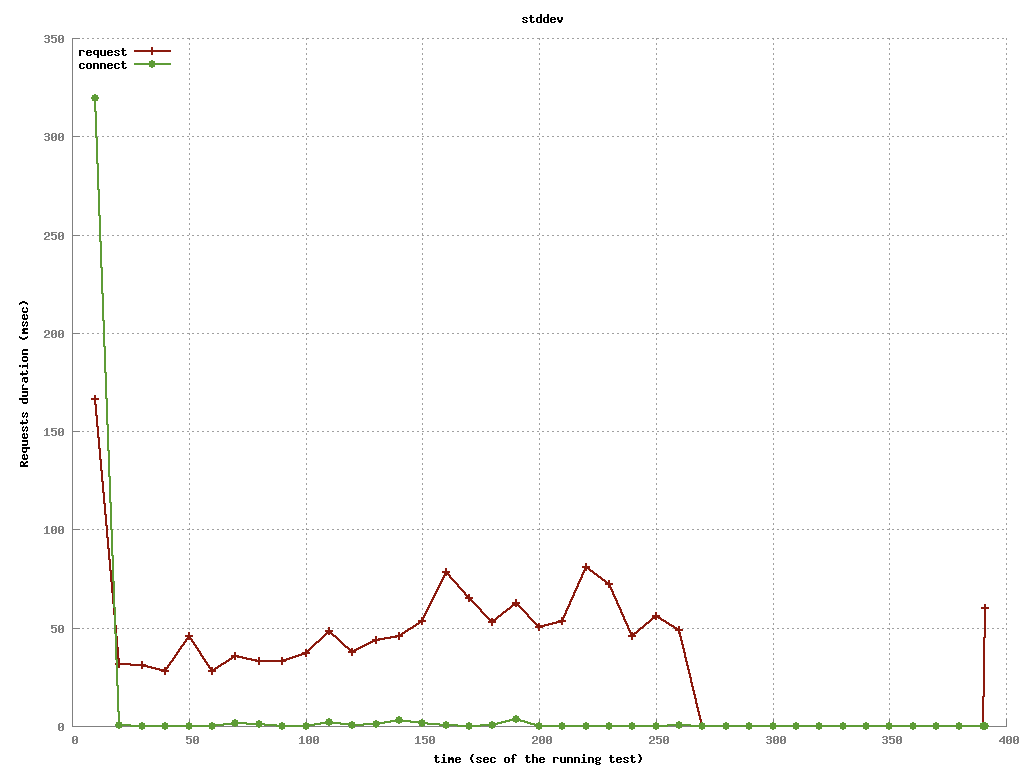 stddev
350
request
connect
300
250
200
150
100
50
0
Requests duration (msec)
0 50 100 150 200 250 300 350 400
time (sec of the running test)